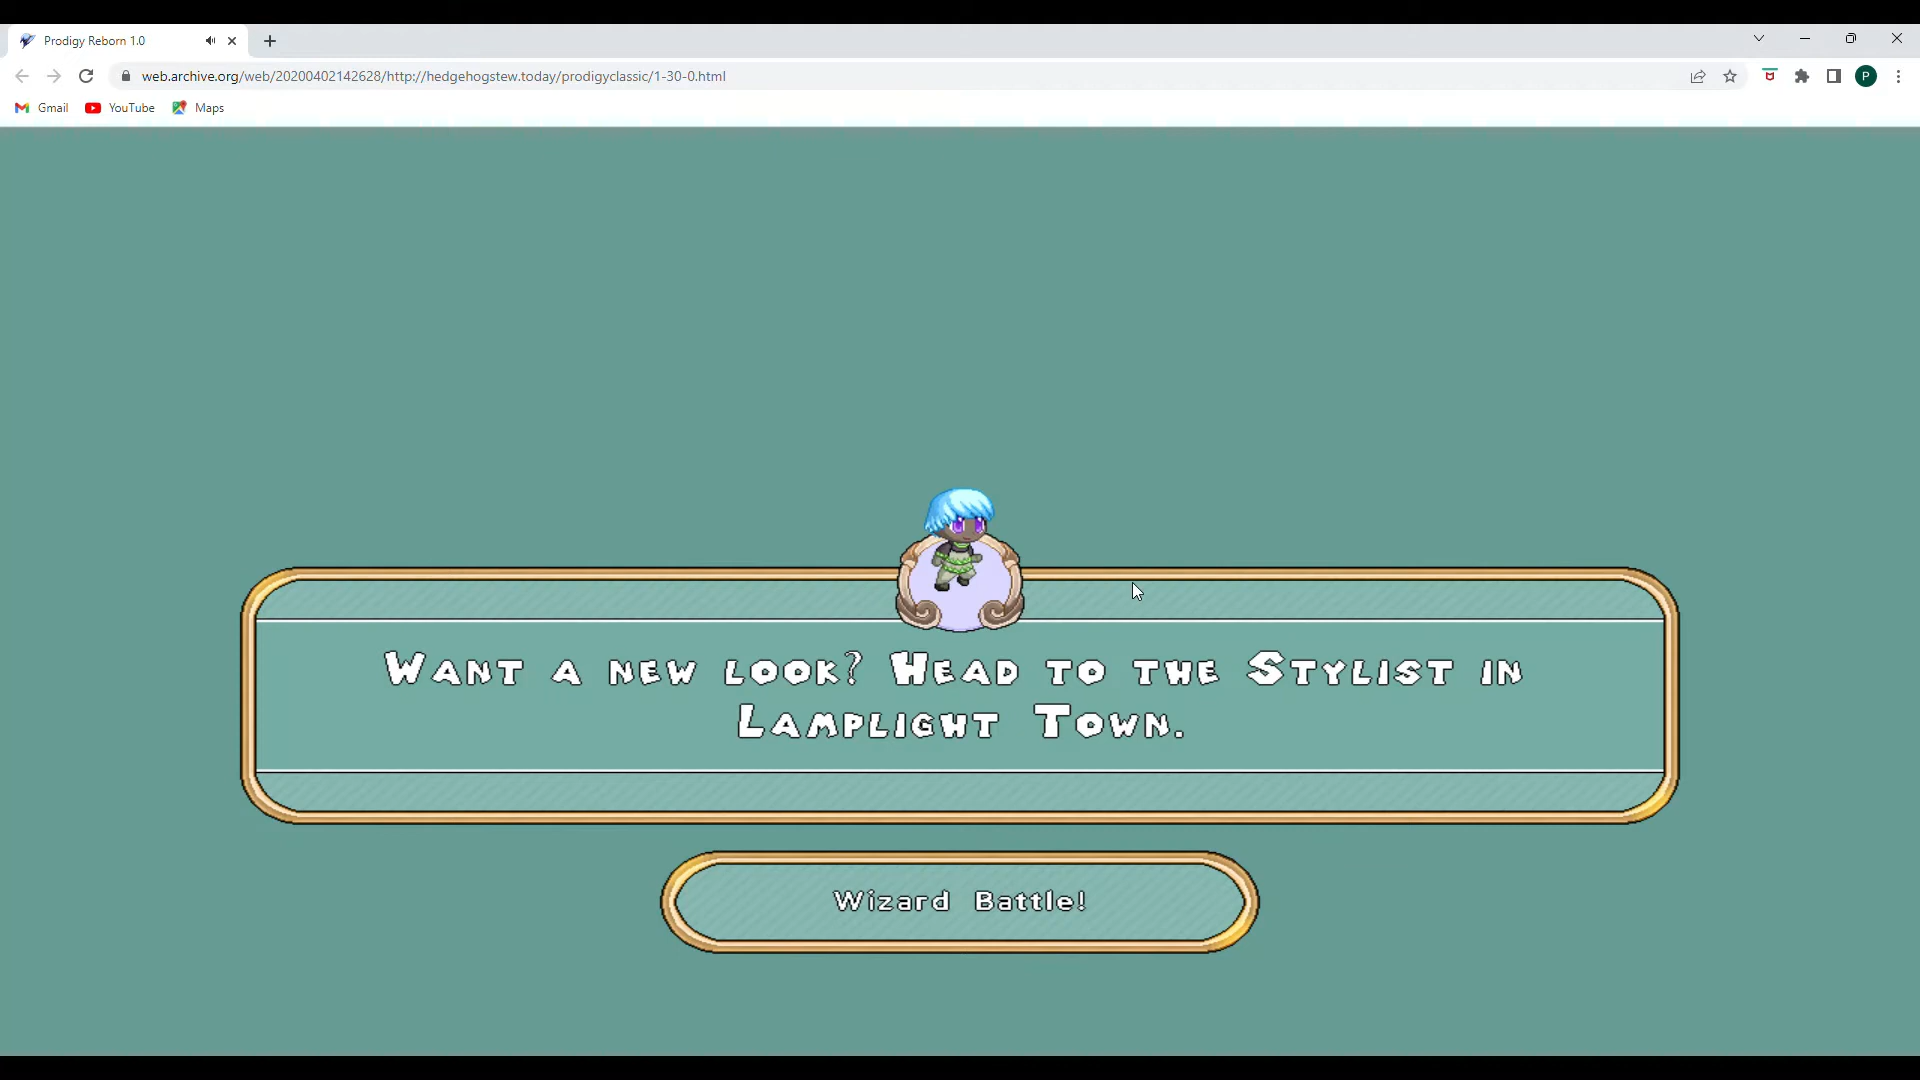 Prodigy Reborn 1.0
web.archive.org/web/20200402142628/http://hedgehogstew.today/prodigyclassic/1-30-0.html
P
Gmail YouTube Maps
Want a new look? Head to the Stylist in
Lamplight Town.
Wizard Battle!